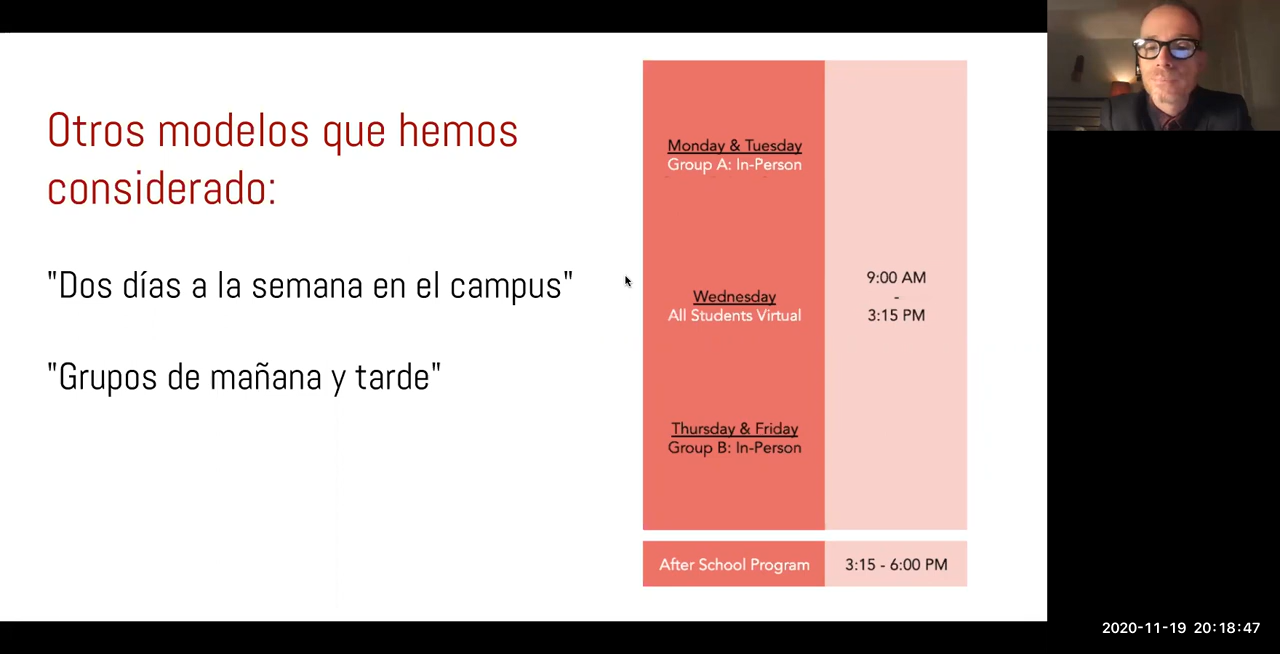 Otros modelos que hemos
considerado:
"Dos días a la semana en el campus"
"Grupos de mañana y tarde"
Monday & Tuesday
Group A: In-Person
Wednesday
All Students Virtual
Thursday & Friday
Group B: In-Person
9:00 AM
-
3:15 PM
After School Program
3:15 - 6:00 PM
2020-11-19 20:18:47